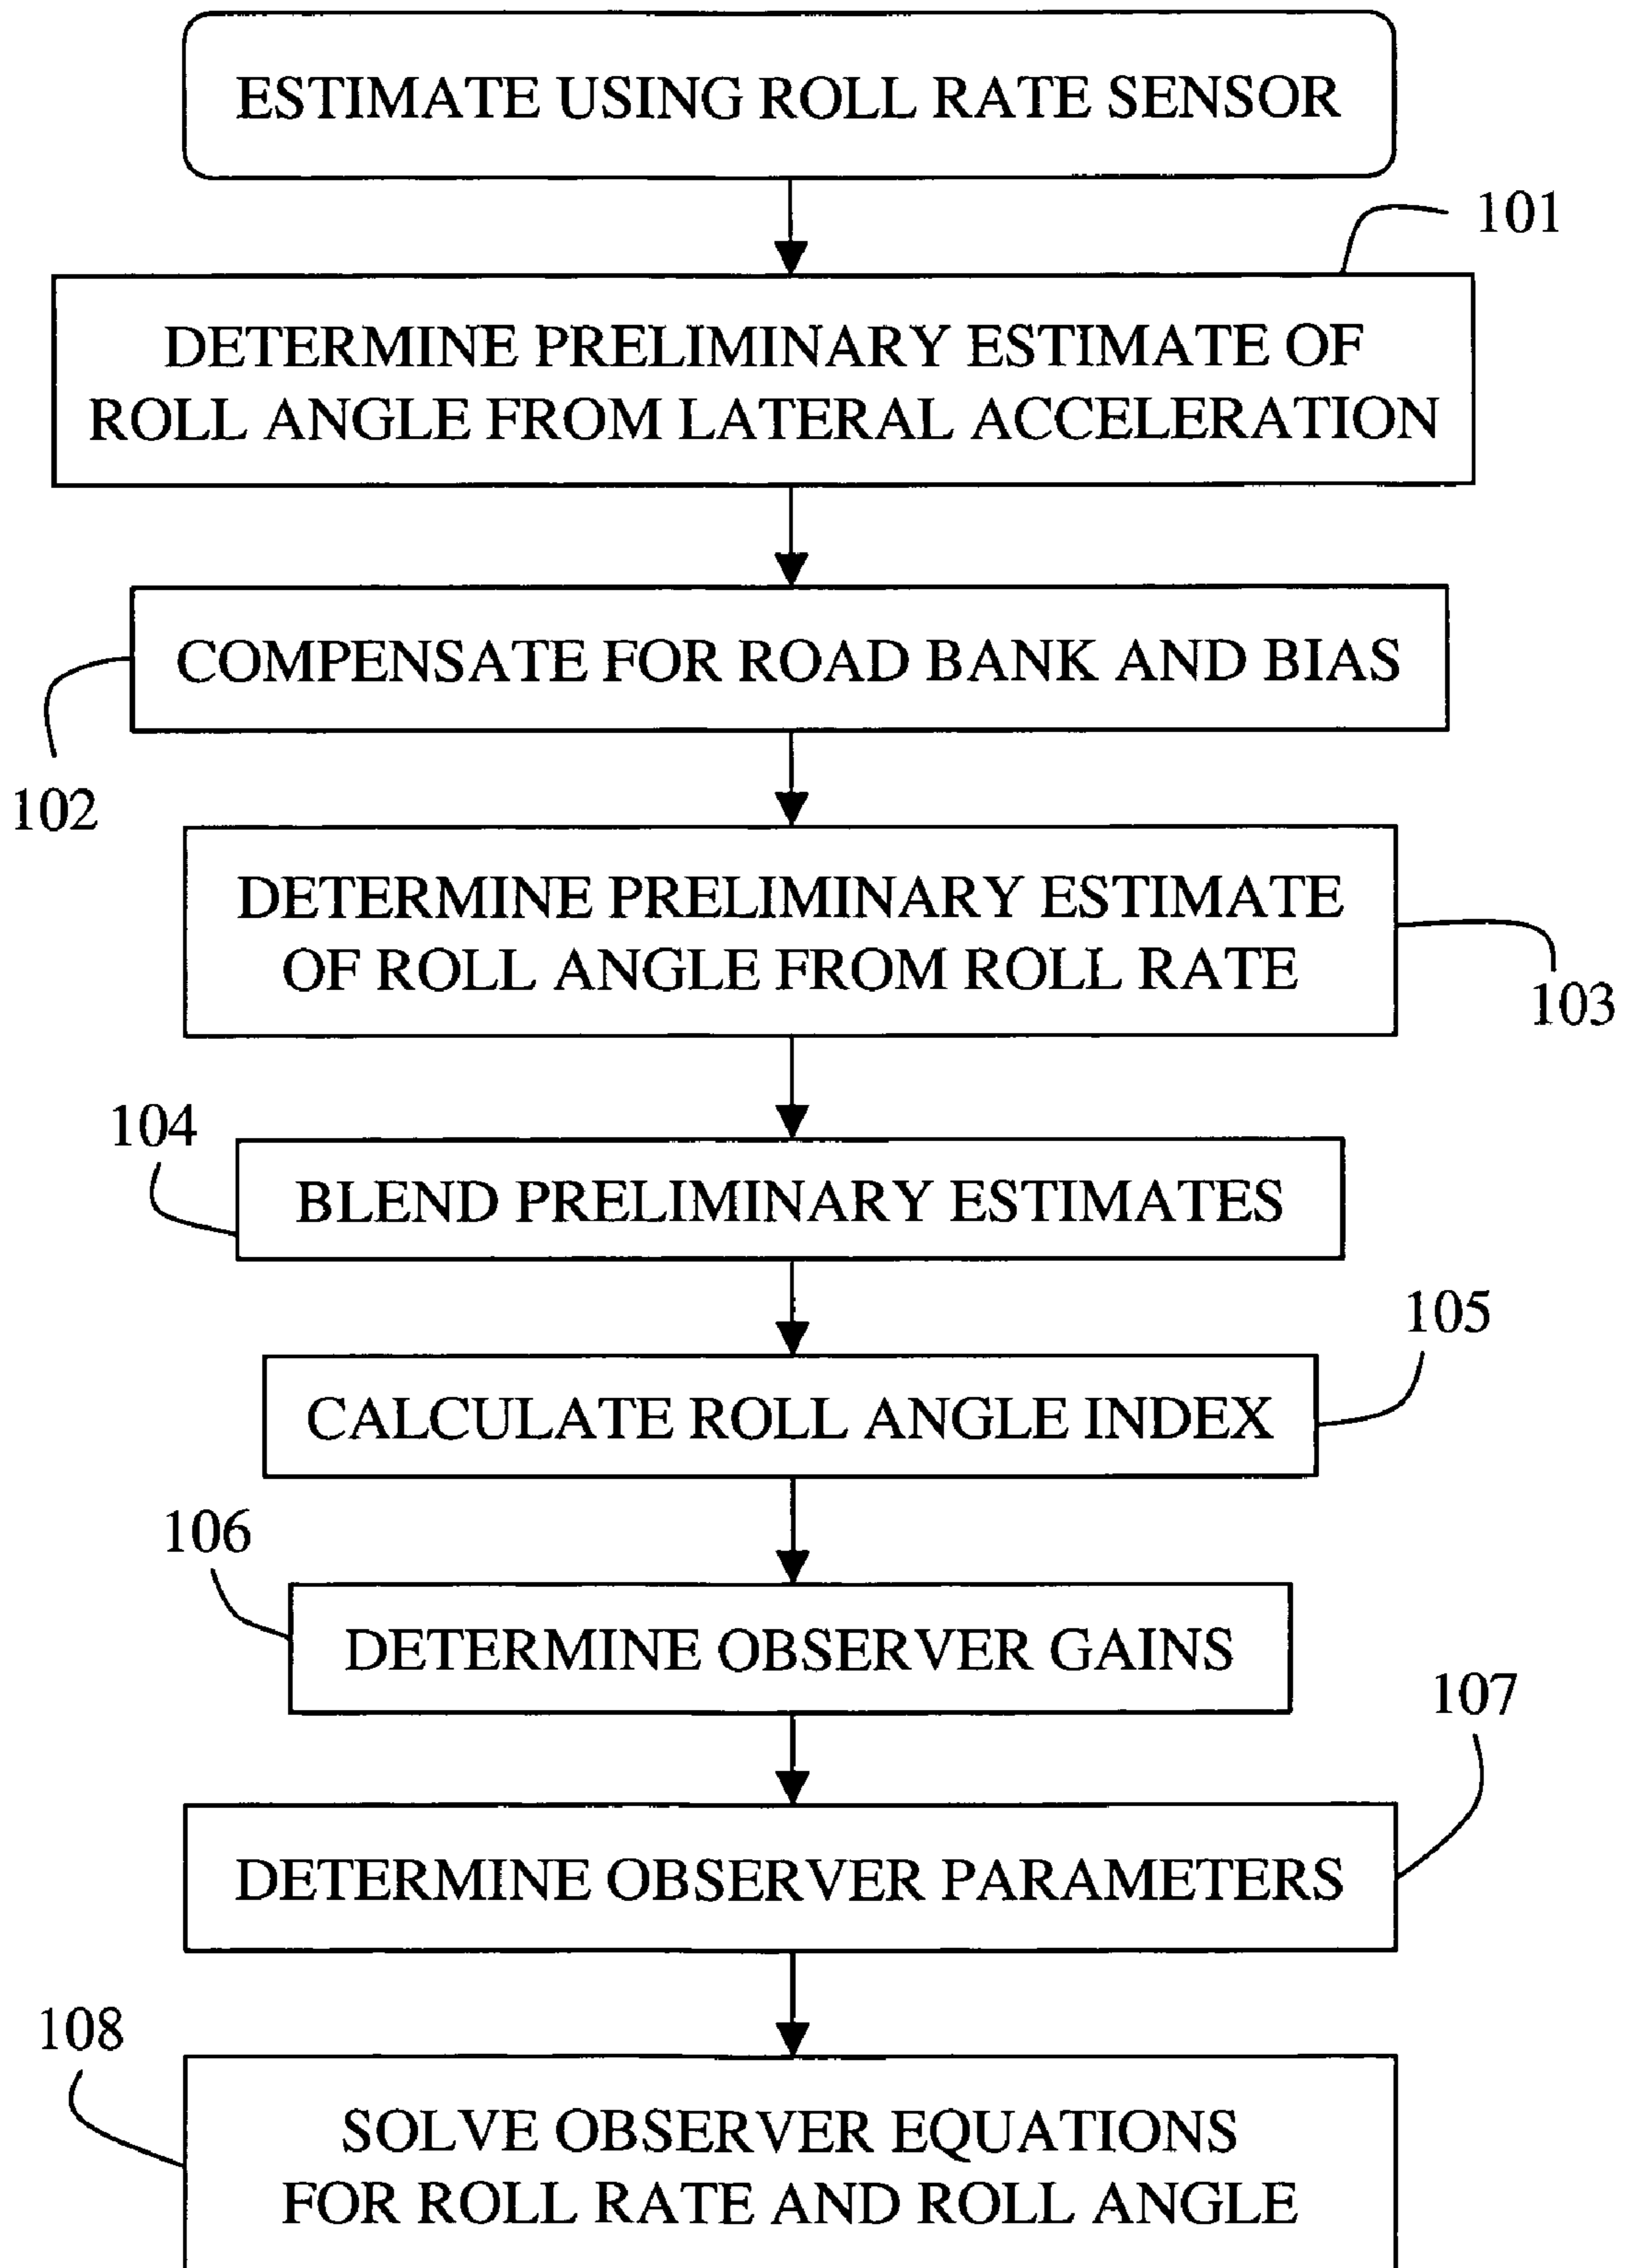 ESTIMATE USING ROLL RATE SENSOR
101
DETERMINE PRELIMINARY ESTIMATE OF
ROLL ANGLE FROM LATERAL ACCELERATION
COMPENSATE FOR ROAD BANK AND BIAS
102
DETERMINE PRELIMINARY ESTIMATE
OF ROLL ANGLE FROM ROLL RATE
103
104
BLEND PRELIMINARY ESTIMATES
105
CALCULATE ROLL ANGLE INDEX
106
DETERMINE OBSERVER GAINS
107
DETERMINE OBSERVER PARAMETERS
108
SOLVE OBSERVER EQUATIONS
FOR ROLL RATE AND ROLL ANGLE